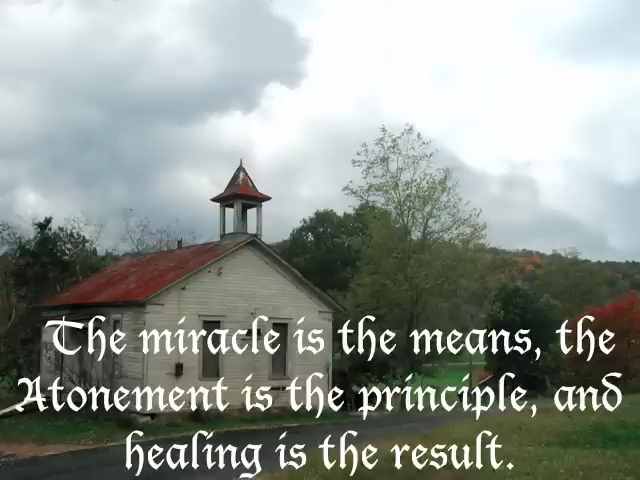 The miracle is the means, the
Atonement is the principle, and
healing is the result.